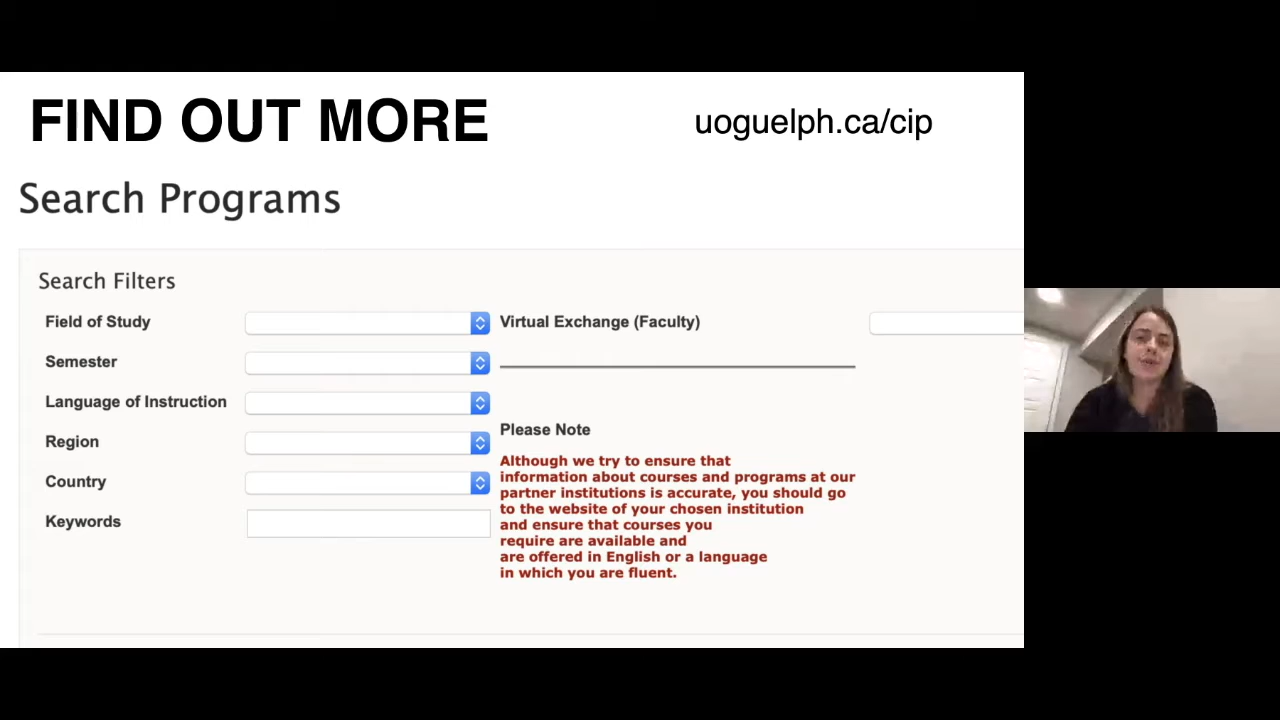 FIND OUT MORE
uoguelph.ca/cip
Search Programs
Search Filters
Field of Study
Semester
Language of Instruction
Region
Country
Keywords
Virtual Exchange (Faculty)
Please Note
Although we try to ensure that
information about courses and programs at our
partner institutions is accurate, you should go
to the website of your chosen institution
and ensure that courses you
require are available and
are offered in English or a language
in which you are fluent.